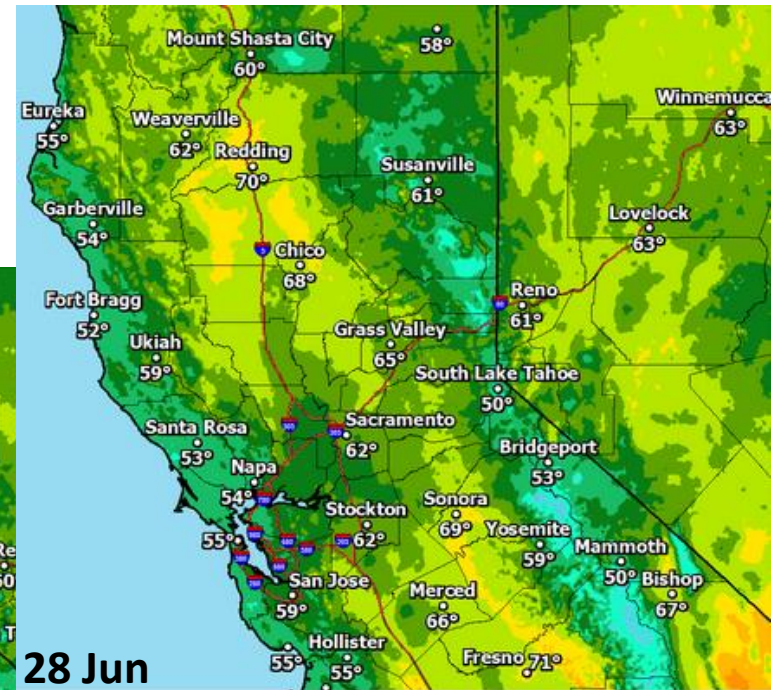 Mount Shasta City
60°
58°
Eureka
55°
Weaverville
62°
Redding
70°
Winnemucca
63°
Susanville
61°
Garberville
54°
Lovelock
63°
5
Chico
68°
Fort Bragg
52°
Reno
61°
Ukiah
59°
Grass Valley
65°
South Lake Tahoe
50°
Santa Rosa
53°
Sacramento
62°
Bridgeport
53°
Napa
54°
Stockton
62°
Sonora
69°
Yosemite
59°
55°
Mammoth
50°
Bishop
67°
San Jose
59°
Merced
66°
Re
Hollister
55°
55°
Fresno 71°
28 Jun